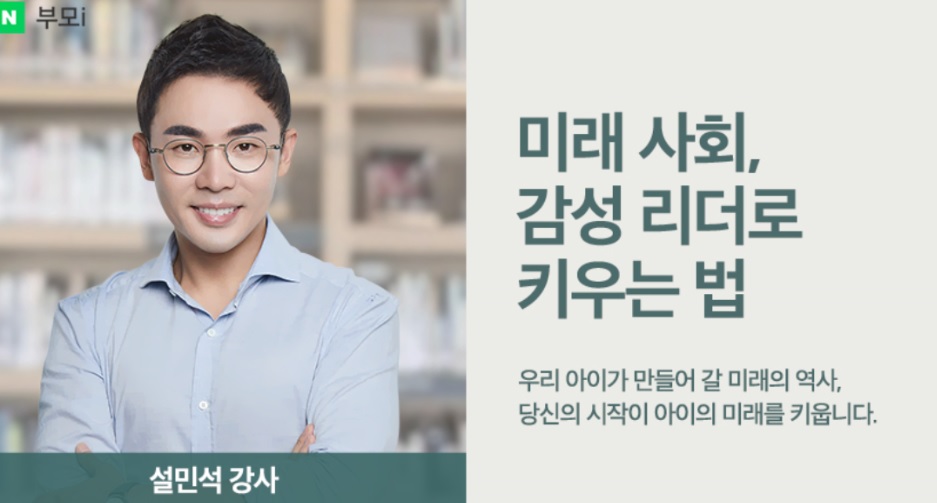 N 부모i
미래 사회,
감성 리더로
키우는 법
우리 아이가 만들어 갈 미래의 역사,
당신의 시작이 아이의 미래를 키웁니다.
설민석 강사